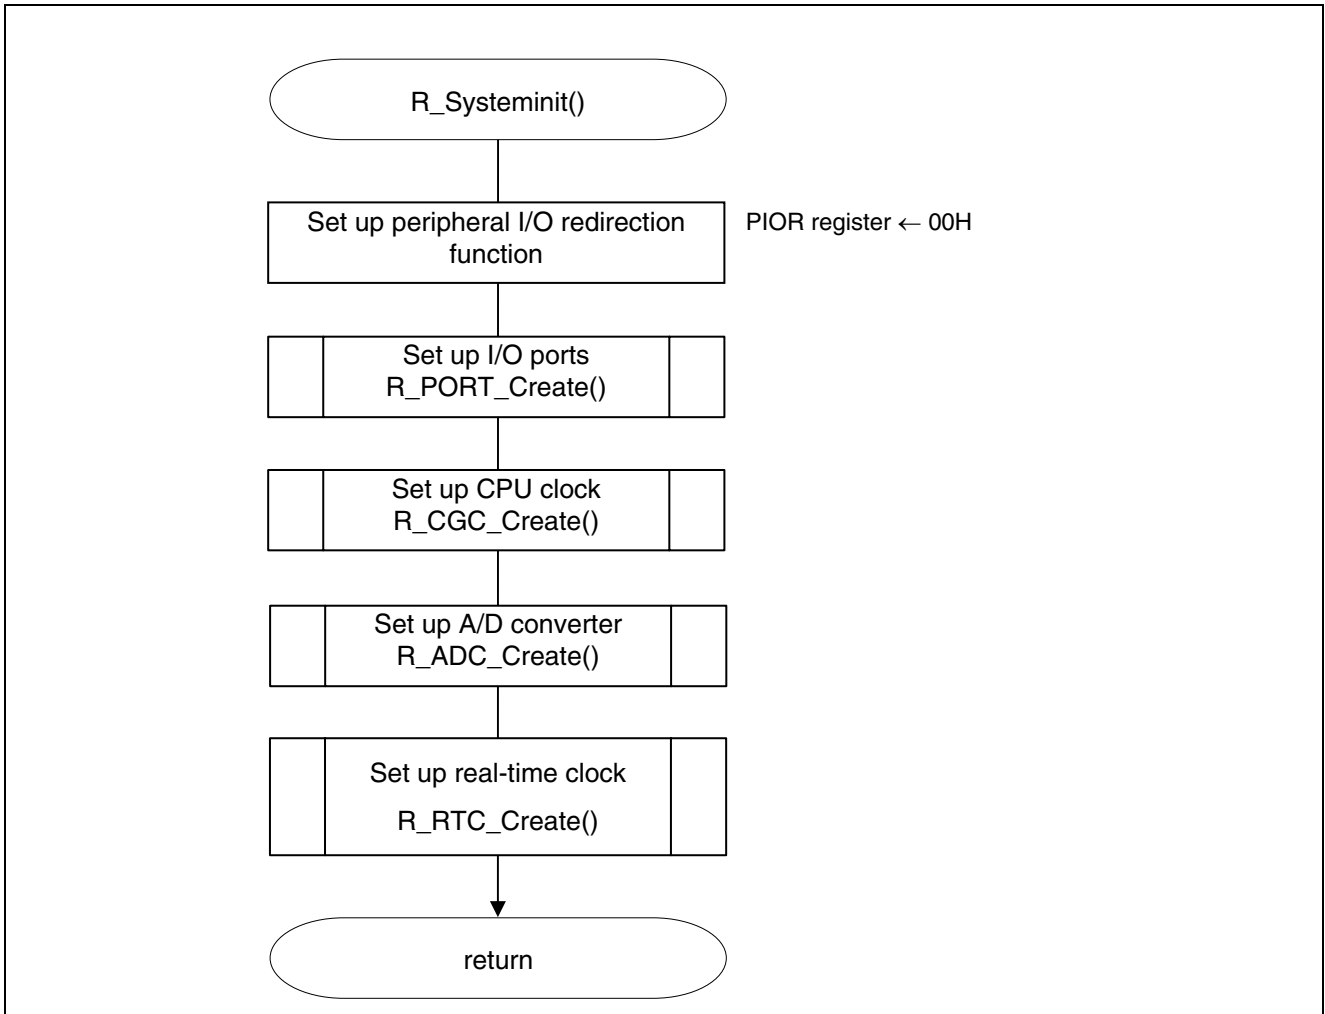 R_Systeminit()
Set up peripheral I/O redirection
function
PIOR register ← 00H
Set up I/O ports
R_PORT_Create()
Set up CPU clock
R_CGC_Create()
Set up A/D converter
R_ADC_Create()
Set up real-time clock
R_RTC_Create()
return